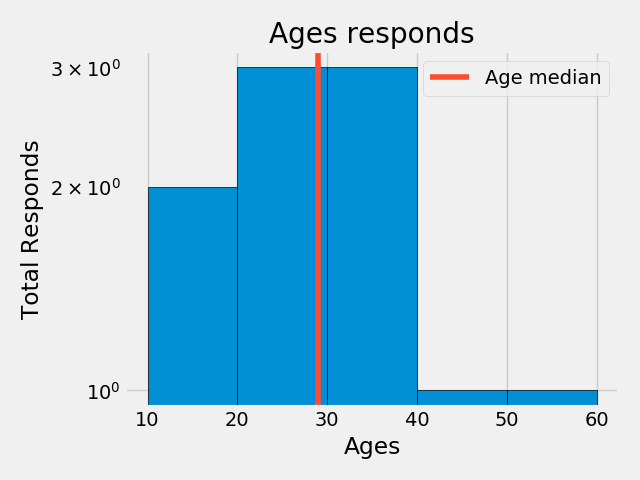 Ages responds
Age median
Total Responds
3 × 10⁰
2 × 10⁰
10⁰
10 20 30 40 50 60
Ages